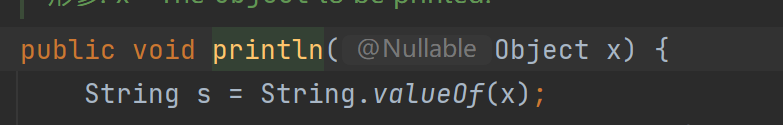 形参: x – The Object to be printed.
public void println( @Nullable Object x) {
String s = String.valueOf(x);